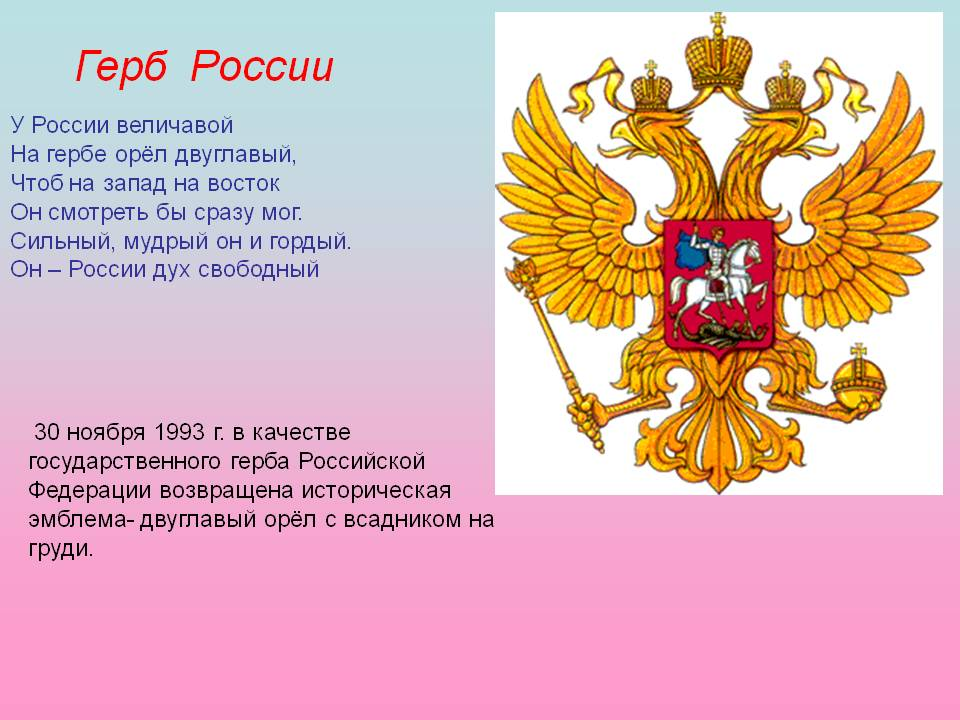 Герб России
У России величавой
На гербе орёл двуглавый,
Чтоб на запад на восток
Он смотреть бы сразу мог.
Сильный, мудрый он и гордый.
Он – России дух свободный
30 ноября 1993 г. в качестве
государственного герба Российской
Федерации возвращена историческая
эмблема- двуглавый орёл с всадником на
груди.